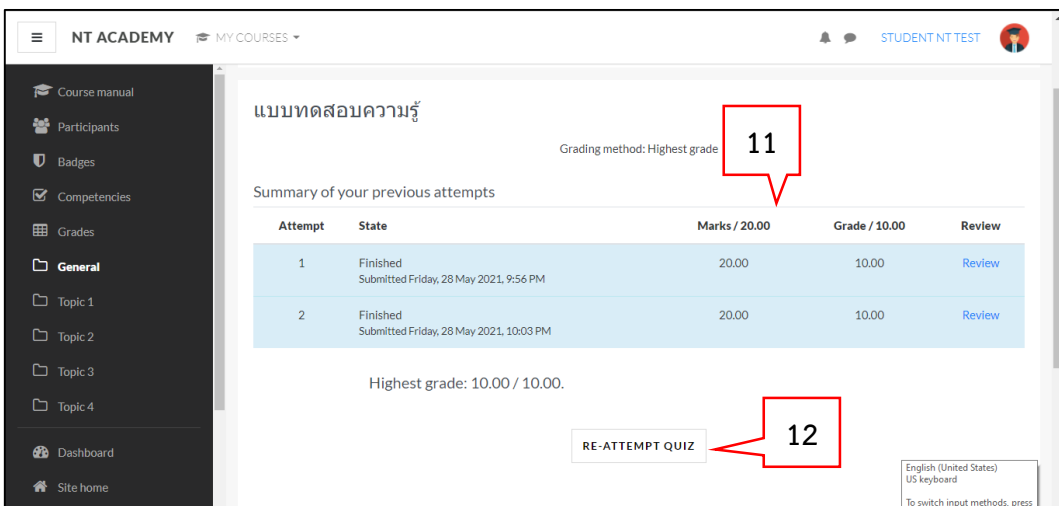 NT ACADEMY MY COURSES STUDENT NT TEST
Course manual
Participants
Badges
Competencies
Grades
General
Topic 1
Topic 2
Topic 3
Topic 4
Dashboard
Site home
แบบทดสอบความรู้
Grading method: Highest grade
11
Summary of your previous attempts
Attempt State Marks / 20.00 Grade / 10.00 Review
1 Finished 20.00 10.00 Review
Submitted Friday, 28 May 2021, 9:56 PM
2 Finished 20.00 10.00 Review
Submitted Friday, 28 May 2021, 10:03 PM
Highest grade: 10.00 / 10.00.
RE-ATTEMPT QUIZ
12
English (United States)
US keyboard
To switch input methods, press